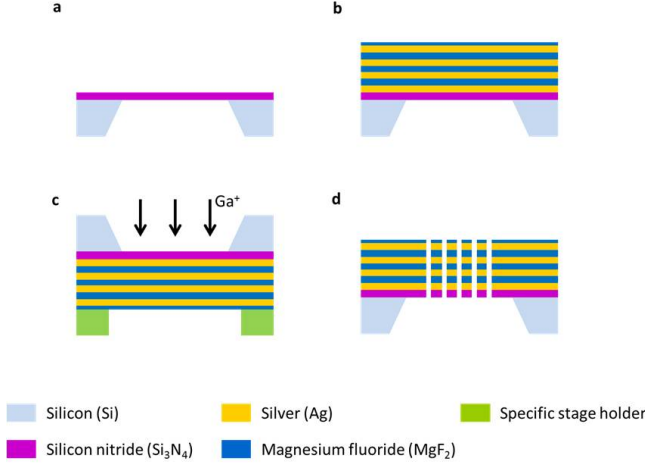 a
b
c
Ga⁺
d
Silicon (Si)
Silver (Ag)
Specific stage holder
Silicon nitride (Si₃N₄)
Magnesium fluoride (MgF₂)